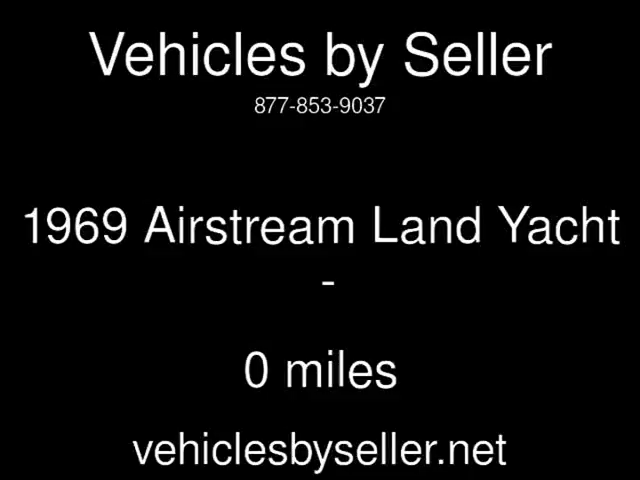 Vehicles by Seller
877-853-9037
1969 Airstream Land Yacht
-
0 miles
vehiclesbyseller.net